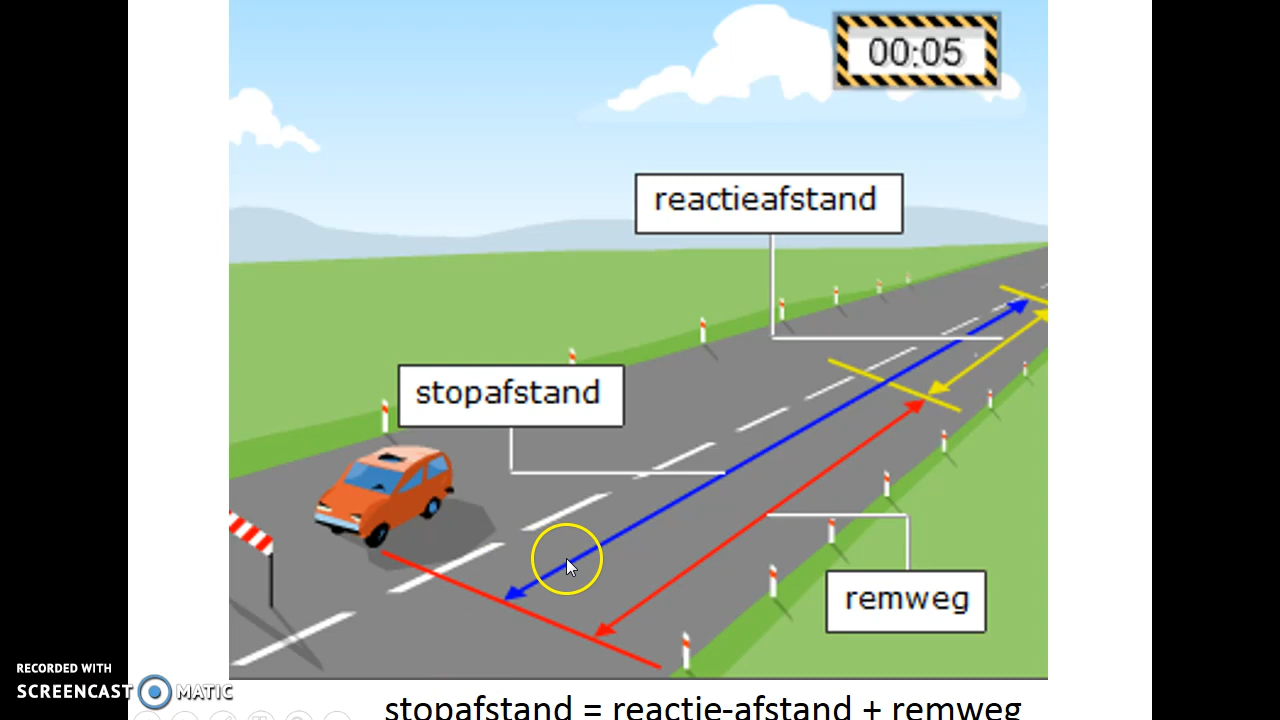 00:05
reactieafstand
stopafstand
remweg
RECORDED WITH
SCREENCAST MATIC
stopafstand = reactie-afstand + remweg